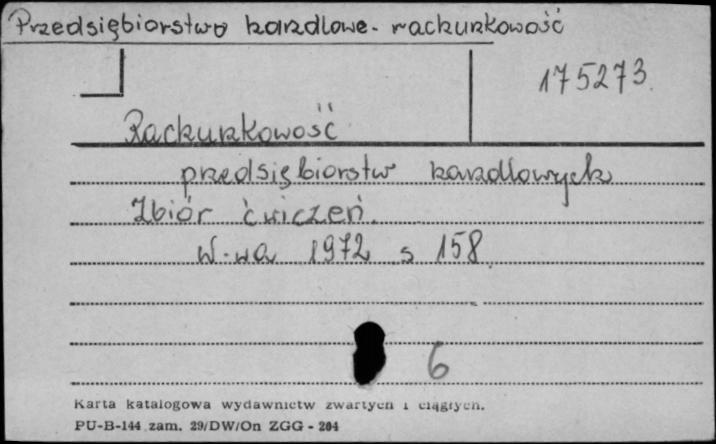 Przedsiębiorstwo handlowe - rachunkowość
175273
Rachunkowość
przedsiębiorstw handlowych
Zbiór ćwiczeń.
W-wa 1972 s 158
6
Karta katalogowa wydawnictw zwartych i ciągłych.
PU-B-144 zam. 29/DW/On ZGG - 204